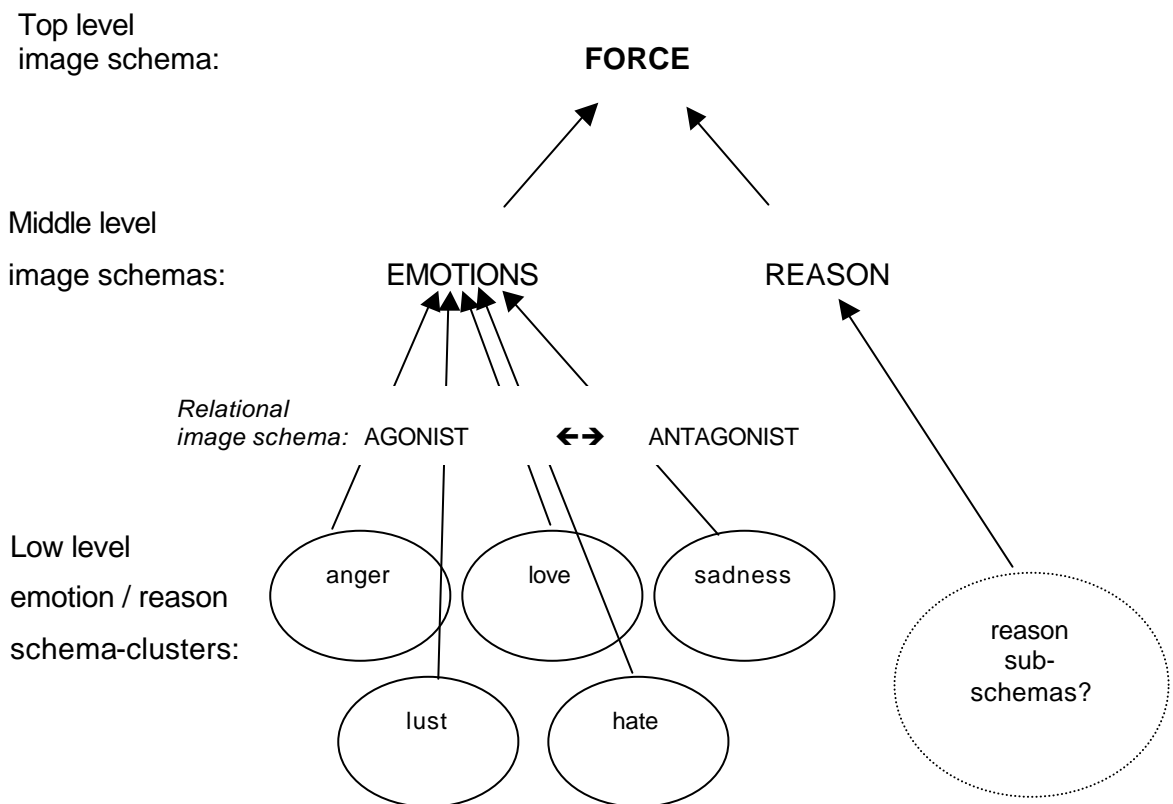 Top level
image schema: FORCE
Middle level
image schemas: EMOTIONS REASON
Relational
image schema: AGONIST ←→ ANTAGONIST
Low level
emotion / reason
schema-clusters:
anger love sadness
lust hate
reason
sub-
schemas?